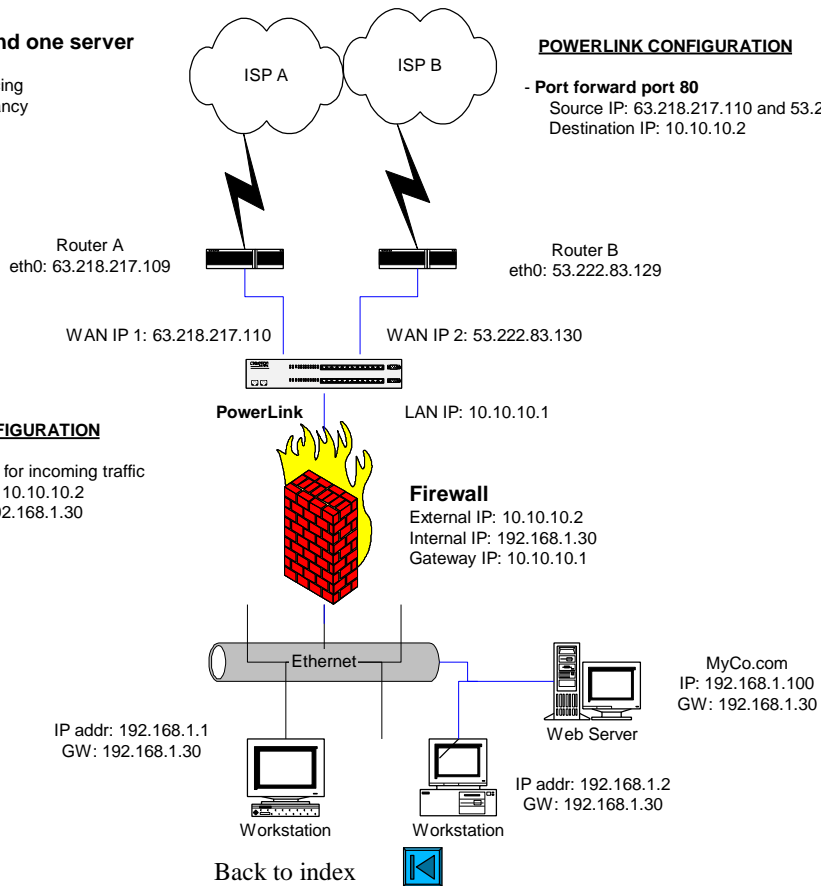 nd one server
ing
ancy
ISP A
ISP B
POWERLINK CONFIGURATION
- Port forward port 80
Source IP: 63.218.217.110 and 53.2
Destination IP: 10.10.10.2
Router A
eth0: 63.218.217.109
Router B
eth0: 53.222.83.129
WAN IP 1: 63.218.217.110
WAN IP 2: 53.222.83.130
PowerLink
LAN IP: 10.10.10.1
FIGURATION
for incoming traffic
10.10.10.2
92.168.1.30
Firewall
External IP: 10.10.10.2
Internal IP: 192.168.1.30
Gateway IP: 10.10.10.1
Ethernet
MyCo.com
IP: 192.168.1.100
GW: 192.168.1.30
Web Server
IP addr: 192.168.1.1
GW: 192.168.1.30
IP addr: 192.168.1.2
GW: 192.168.1.30
Workstation
Workstation
Back to index